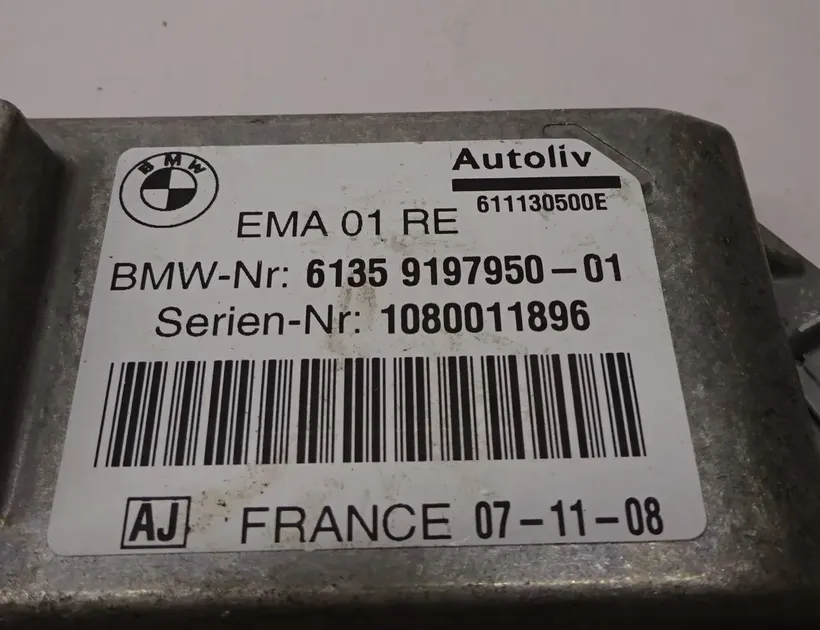 BMW
Autoliv
611130500E
EMA 01 RE
BMW-Nr: 6135 9197950-01
Serien-Nr: 1080011896
AJ FRANCE 07-11-08